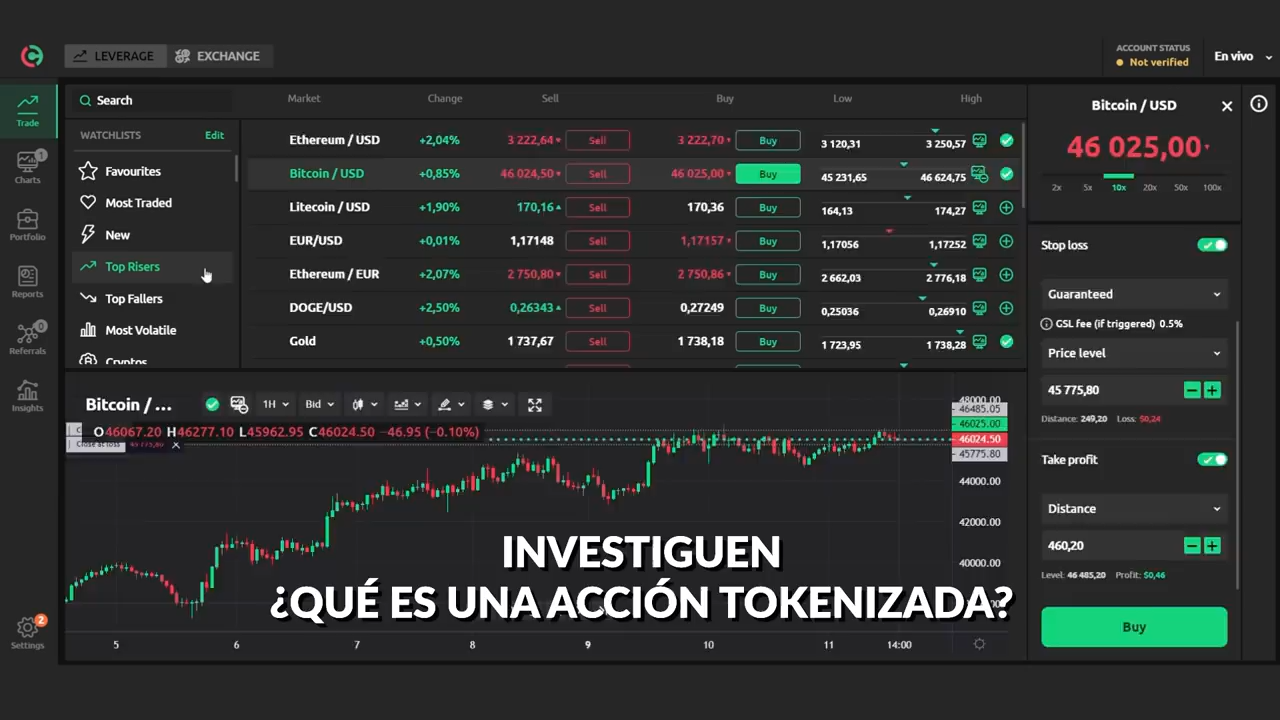 LEVERAGE EXCHANGE ACCOUNT STATUS
Not verified En vivo
Trade
Charts 1
Portfolio
Reports
Referrals 0
Insights
Settings 2
Search
WATCHLISTS Edit
Favourites
Most Traded
New
Top Risers
Top Fallers
Most Volatile
Cryptos
Market Change Sell Buy Low High
Ethereum / USD +2,04% 3 222,64 Sell 3 222,70 Buy 3 120,31 3 250,57
Bitcoin / USD +0,85% 46 024,50 Sell 46 025,00 Buy 45 231,65 46 624,75
Litecoin / USD +1,90% 170,16 Sell 170,36 Buy 164,13 174,27
EUR/USD +0,01% 1,17148 Sell 1,17157 Buy 1,17056 1,17252
Ethereum / EUR +2,07% 2 750,80 Sell 2 750,86 Buy 2 662,03 2 776,18
DOGE/USD +2,50% 0,26343 Sell 0,27249 Buy 0,25036 0,26910
Gold +0,50% 1 737,67 Sell 1 738,18 Buy 1 723,95 1 738,28
Bitcoin / ... 1H Bid
O46067.20 H46277.10 L45962.95 C46024.50 −46.95 (−0.10%)
Close at loss 45775.80
48000.00
46485.05
46025.00
46024.50
45775.80
44000.00
42000.00
40000.00
5 6 7 8 9 10 11 14:00
Bitcoin / USD
46 025,00
2x 5x 10x 20x 50x 100x
Stop loss
Guaranteed
GSL fee (if triggered) 0.5%
Price level
45 775,80
Distance: 249,20 Loss: $0,24
Take profit
Distance
460,20
Level: 46 485,20 Profit: $0,46
Buy
INVESTIGUEN
¿QUÉ ES UNA ACCIÓN TOKENIZADA?